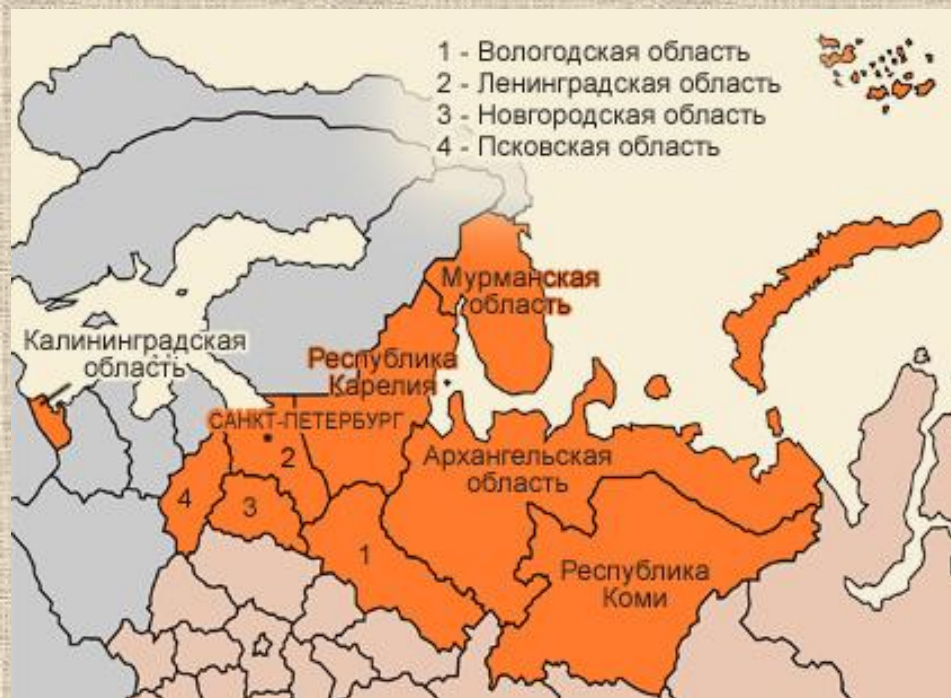 1 - Вологодская область
2 - Ленинградская область
3 - Новгородская область
4 - Псковская область
Мурманская
область
Калининградская
область
Республика
Карелия
САНКТ-ПЕТЕРБУРГ
Архангельская
область
2
4
3
1
Республика
Коми